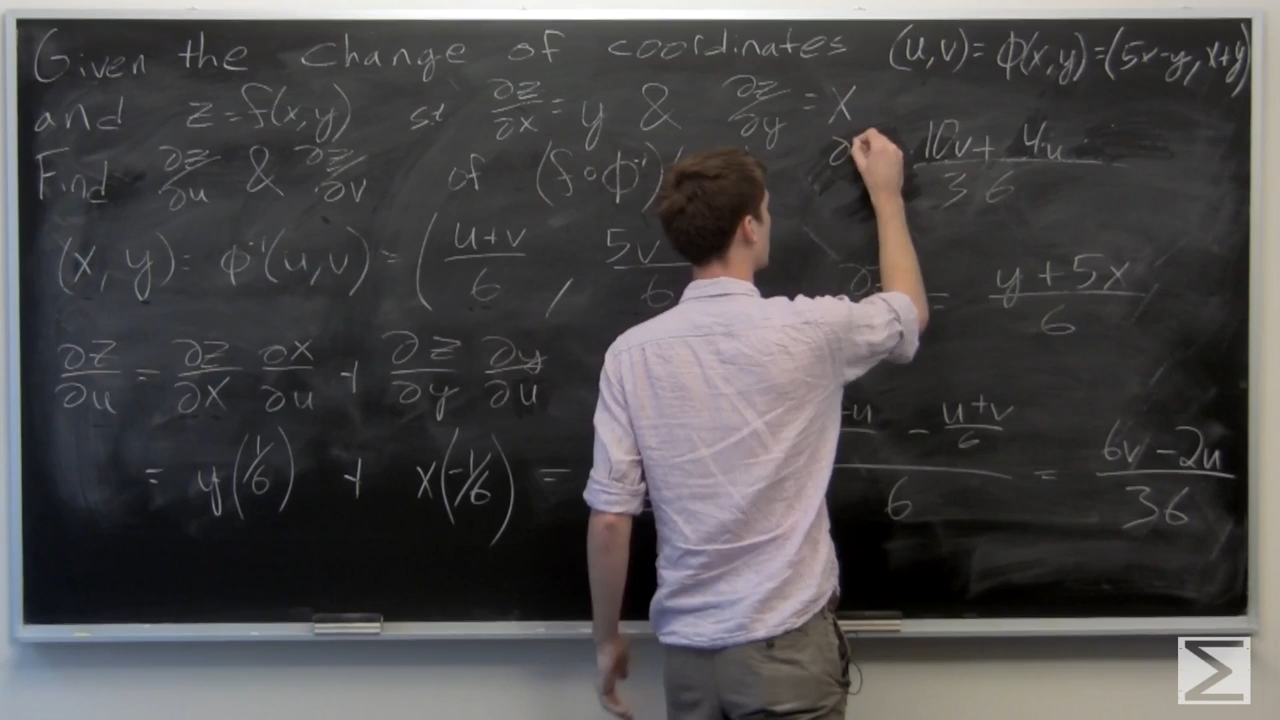 Given the change of coordinates (u,v) = ϕ(x,y) = (5x-y, x+y)
and z=f(x,y) st ∂z/∂x = y & ∂z/∂y = x
Find ∂z/∂u & ∂z/∂v of (f∘ϕ⁻¹)
10v + 4u / 36
(x, y) = ϕ⁻¹(u,v) = ( u+v / 6 , 5v / 6
= y + 5x / 6
∂z/∂u = ∂z/∂x ∂x/∂u + ∂z/∂y ∂y/∂u
= y(1/6) + x(-1/6) =
-u - u+v / 6
6
= 6v - 2u / 36
Σ